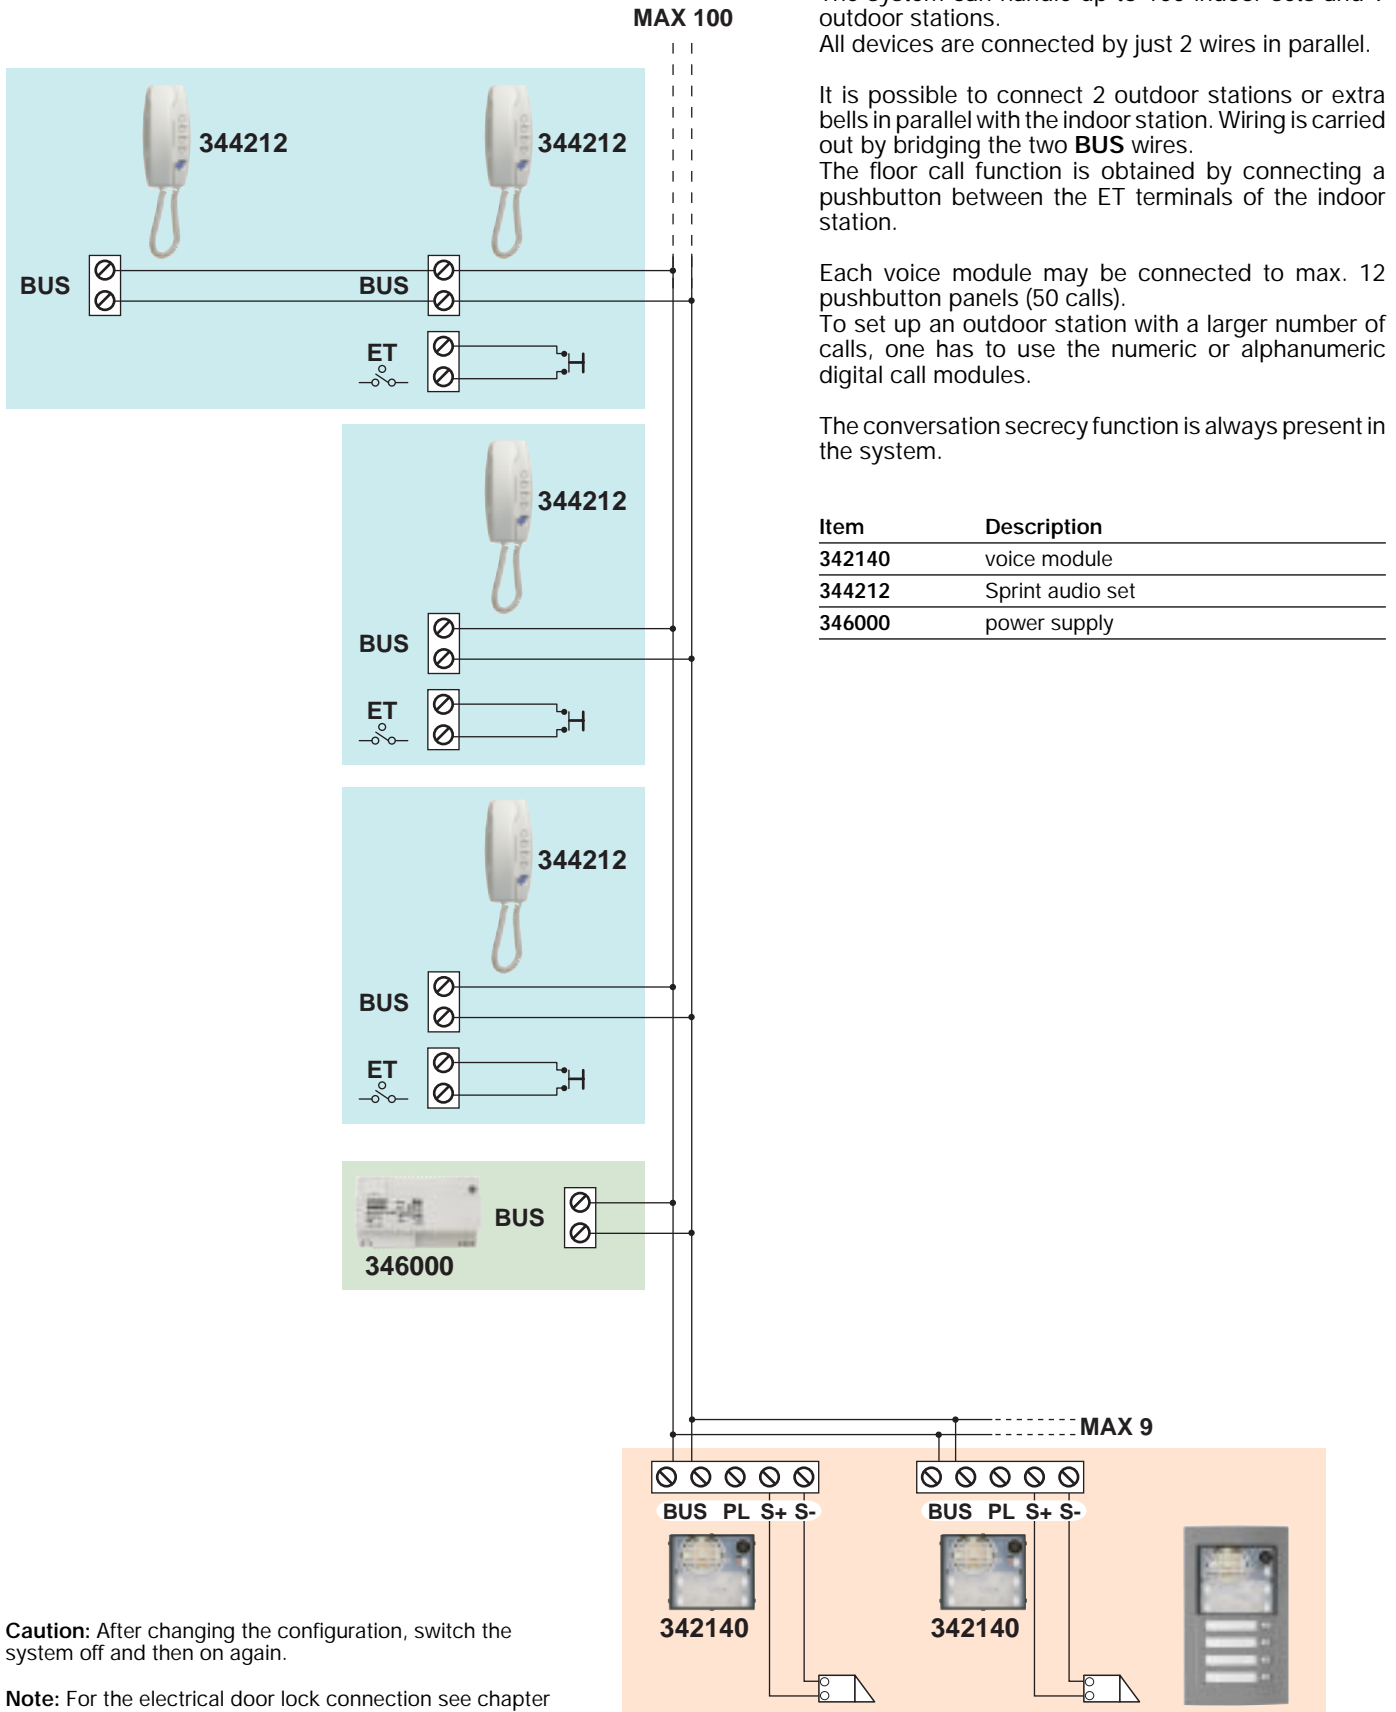 MAX 100
outdoor stations.
All devices are connected by just 2 wires in parallel.
It is possible to connect 2 outdoor stations or extra
bells in parallel with the indoor station. Wiring is carried
out by bridging the two BUS wires.
The floor call function is obtained by connecting a
pushbutton between the ET terminals of the indoor
station.
Each voice module may be connected to max. 12
pushbutton panels (50 calls).
To set up an outdoor station with a larger number of
calls, one has to use the numeric or alphanumeric
digital call modules.
The conversation secrecy function is always present in
the system.
Item Description
342140 voice module
344212 Sprint audio set
346000 power supply
344212
344212
BUS
BUS
ET
344212
BUS
ET
344212
BUS
ET
BUS
346000
MAX 9
BUS PL S+ S-
BUS PL S+ S-
342140
342140
Caution: After changing the configuration, switch the
system off and then on again.
Note: For the electrical door lock connection see chapter